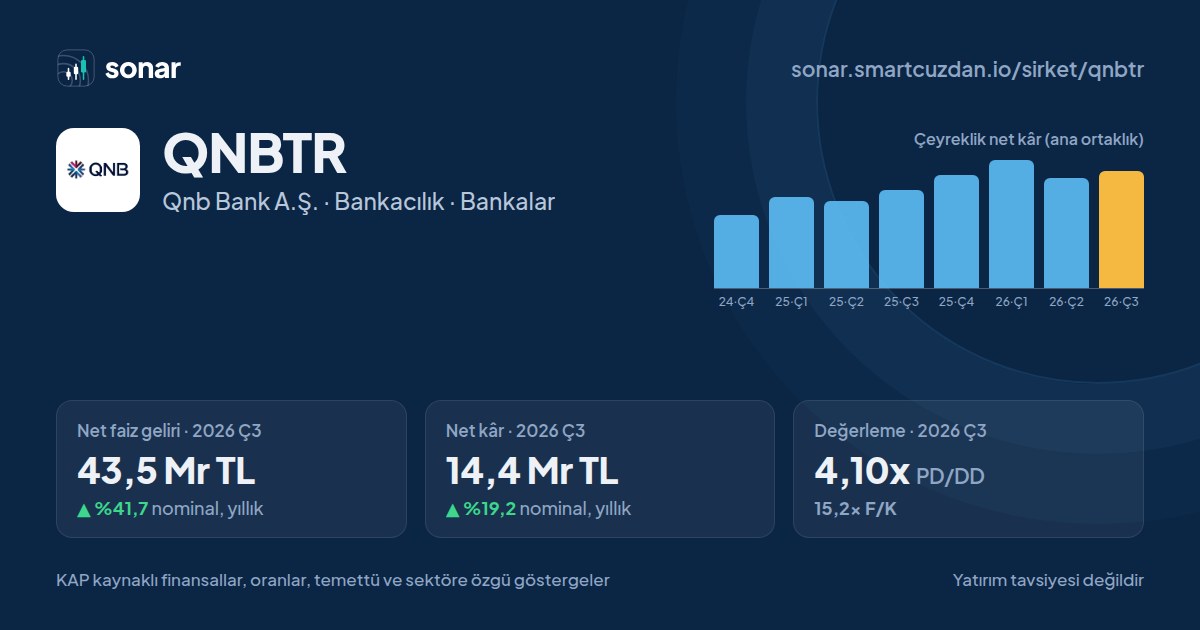 sonar
sonar.smartcuzdan.io/sirket/qnbtr
QNB
QNBTR
Qnb Bank A.Ş. · Bankacılık · Bankalar
Çeyreklik net kâr (ana ortaklık)
24·Ç4 25·Ç1 25·Ç2 25·Ç3 25·Ç4 26·Ç1 26·Ç2 26·Ç3
Net faiz geliri · 2026 Ç3
43,5 Mr TL
▲ %41,7 nominal, yıllık
Net kâr · 2026 Ç3
14,4 Mr TL
▲ %19,2 nominal, yıllık
Değerleme · 2026 Ç3
4,10x PD/DD
15,2× F/K
KAP kaynaklı finansallar, oranlar, temettü ve sektöre özgü göstergeler
Yatırım tavsiyesi değildir